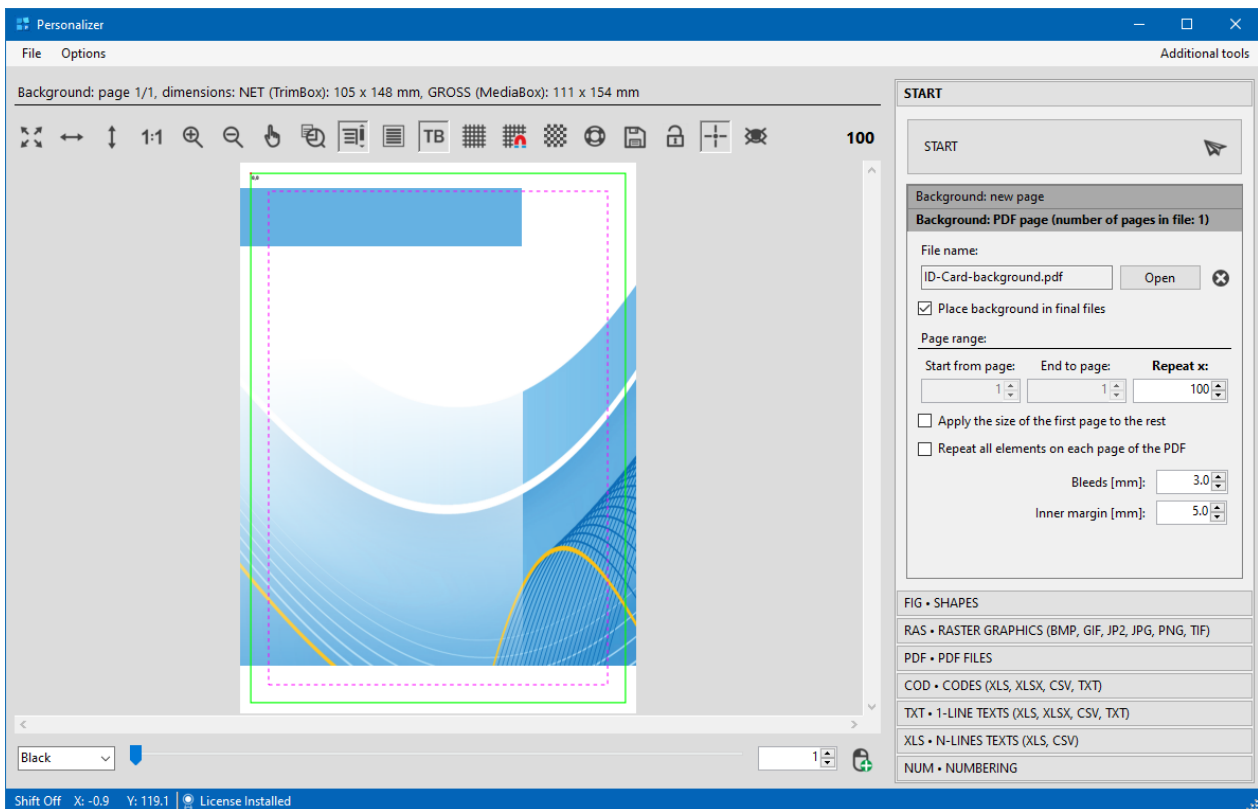 Personalizer
File Options Additional tools
Background: page 1/1, dimensions: NET (TrimBox): 105 x 148 mm, GROSS (MediaBox): 111 x 154 mm
1:1 TB 100
0,0
Black
1
START
START
Background: new page
Background: PDF page (number of pages in file: 1)
File name:
ID-Card-background.pdf Open
Place background in final files
Page range:
Start from page: End to page: Repeat x:
1 1 100
Apply the size of the first page to the rest
Repeat all elements on each page of the PDF
Bleeds [mm]: 3.0
Inner margin [mm]: 5.0
FIG • SHAPES
RAS • RASTER GRAPHICS (BMP, GIF, JP2, JPG, PNG, TIF)
PDF • PDF FILES
COD • CODES (XLS, XLSX, CSV, TXT)
TXT • 1-LINE TEXTS (XLS, XLSX, CSV, TXT)
XLS • N-LINES TEXTS (XLS, CSV)
NUM • NUMBERING
Shift Off X: -0.9 Y: 119.1 License Installed